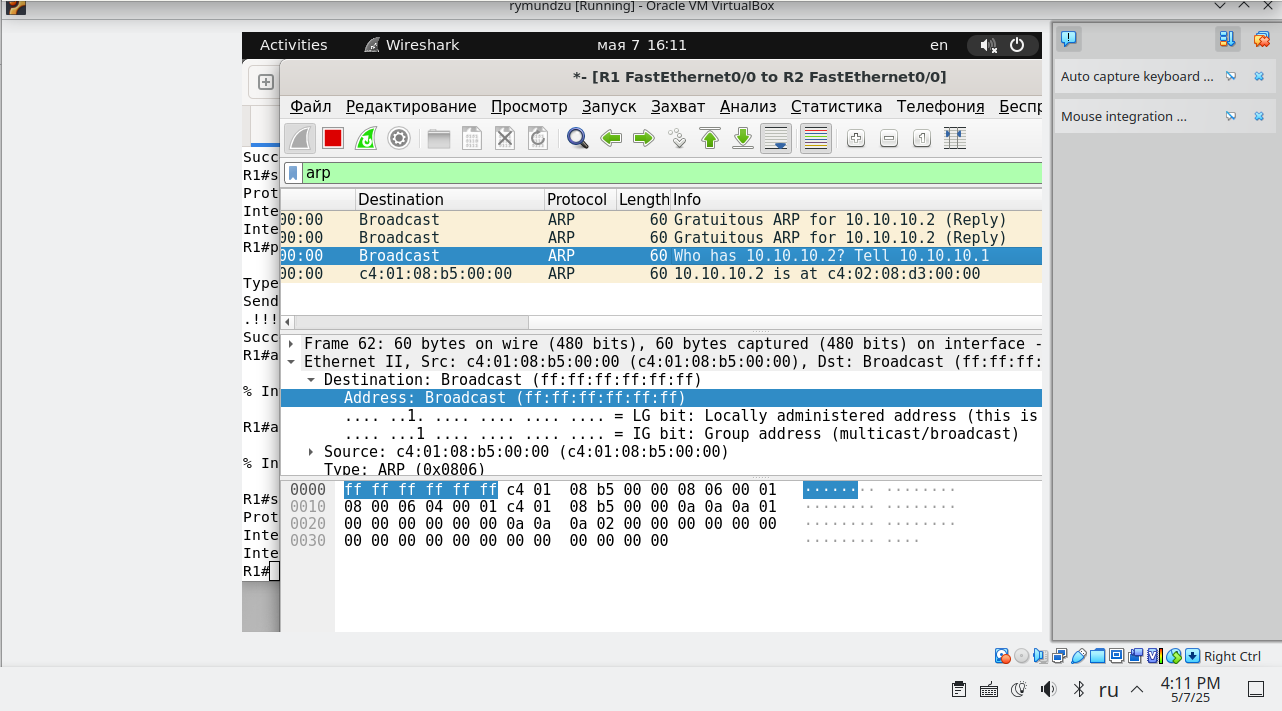 rymundzu [Running] - Oracle VM VirtualBox
Activities Wireshark мая 7 16:11 en
*- [R1 FastEthernet0/0 to R2 FastEthernet0/0]
Файл Редактирование Просмотр Запуск Захват Анализ Статистика Телефония Беспр
arp
Destination Protocol Length Info
00:00 Broadcast ARP 60 Gratuitous ARP for 10.10.10.2 (Reply)
00:00 Broadcast ARP 60 Gratuitous ARP for 10.10.10.2 (Reply)
00:00 Broadcast ARP 60 Who has 10.10.10.2? Tell 10.10.10.1
00:00 c4:01:08:b5:00:00 ARP 60 10.10.10.2 is at c4:02:08:d3:00:00
Frame 62: 60 bytes on wire (480 bits), 60 bytes captured (480 bits) on interface -
Ethernet II, Src: c4:01:08:b5:00:00 (c4:01:08:b5:00:00), Dst: Broadcast (ff:ff:ff:
Destination: Broadcast (ff:ff:ff:ff:ff:ff)
Address: Broadcast (ff:ff:ff:ff:ff:ff)
.... ..1. .... .... .... .... = LG bit: Locally administered address (this is
.... ...1 .... .... .... .... = IG bit: Group address (multicast/broadcast)
Source: c4:01:08:b5:00:00 (c4:01:08:b5:00:00)
Type: ARP (0x0806)
0000 ff ff ff ff ff ff c4 01 08 b5 00 00 08 06 00 01 ········ ········
0010 08 00 06 04 00 01 c4 01 08 b5 00 00 0a 0a 0a 01 ········ ········
0020 00 00 00 00 00 00 0a 0a 0a 02 00 00 00 00 00 00 ········ ········
0030 00 00 00 00 00 00 00 00 00 00 00 00 ········ ····
Succ
R1#s
Prot
Inte
Inte
R1#p
Type
Send
.!!!
Succ
R1#a
% In
R1#a
% In
R1#s
Prot
Inte
Inte
R1#
Auto capture keyboard ...
Mouse integration ...
Right Ctrl
ru 4:11 PM
5/7/25